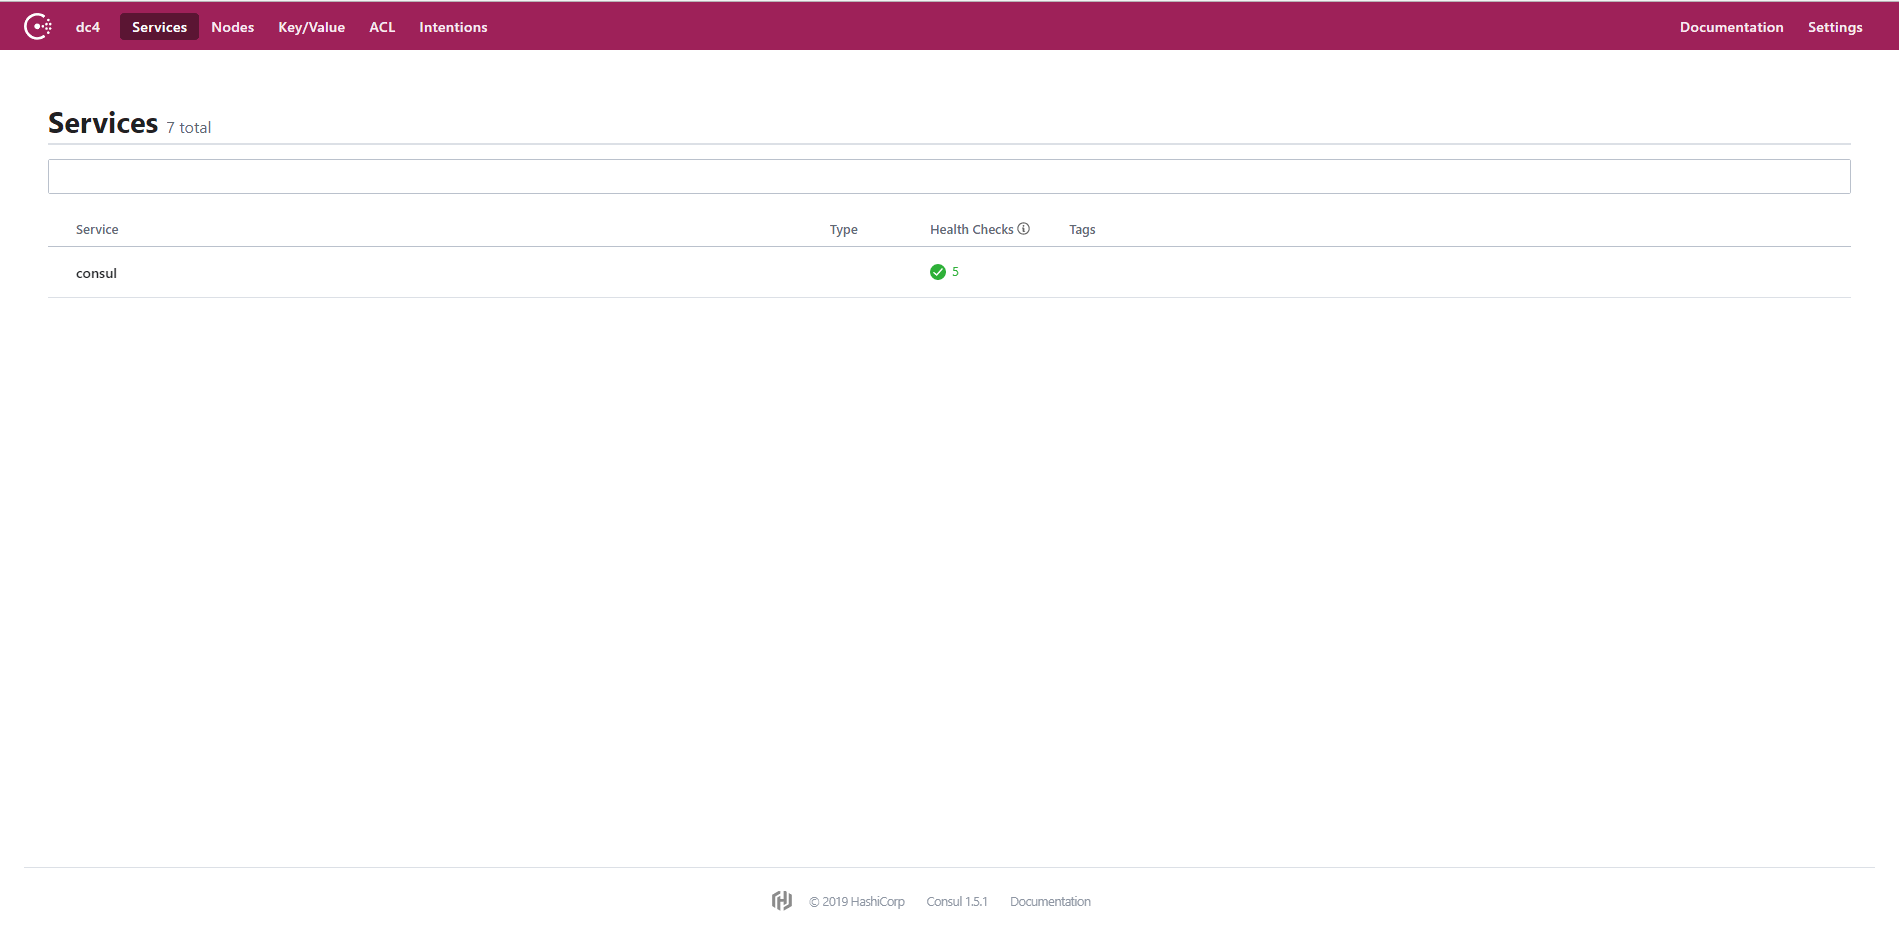 dc4 Services Nodes Key/Value ACL Intentions Documentation Settings
Services 7 total
Service Type Health Checks Tags
consul 5
© 2019 HashiCorp Consul 1.5.1 Documentation